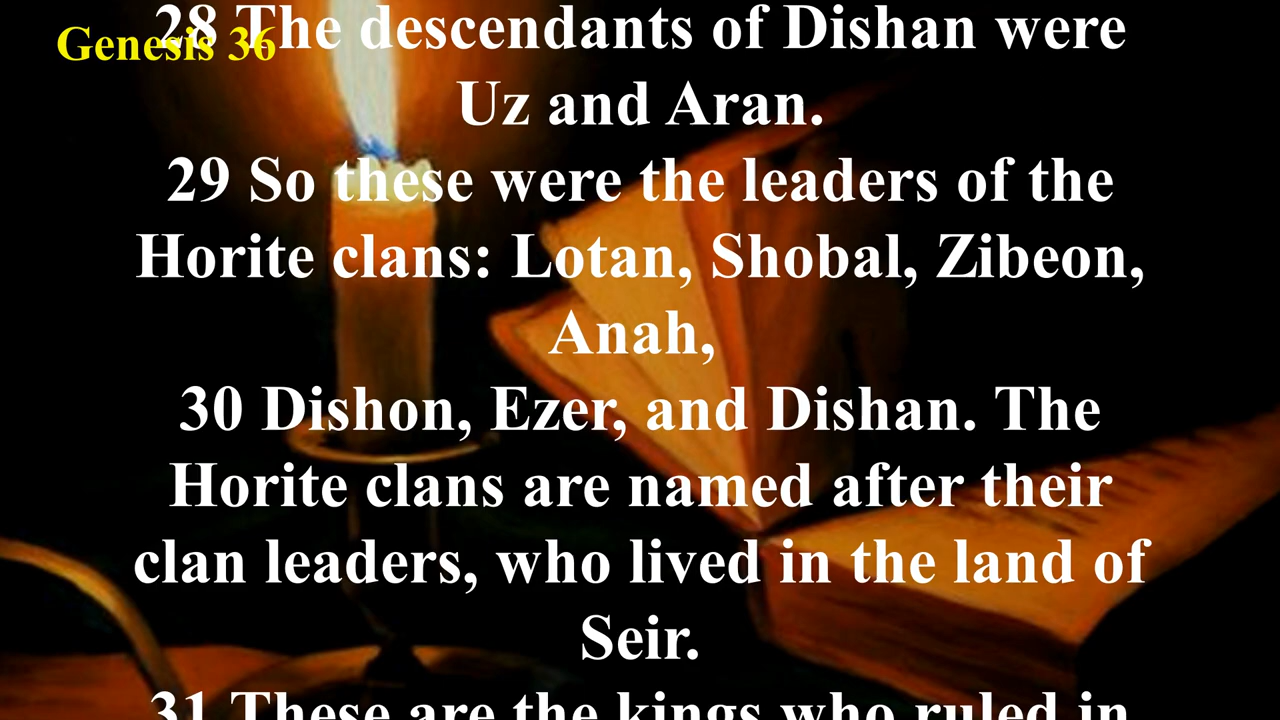 Genesis 36
28 The descendants of Dishan were
Uz and Aran.
29 So these were the leaders of the
Horite clans: Lotan, Shobal, Zibeon,
Anah,
30 Dishon, Ezer, and Dishan. The
Horite clans are named after their
clan leaders, who lived in the land of
Seir.
31 These are the kings who ruled in